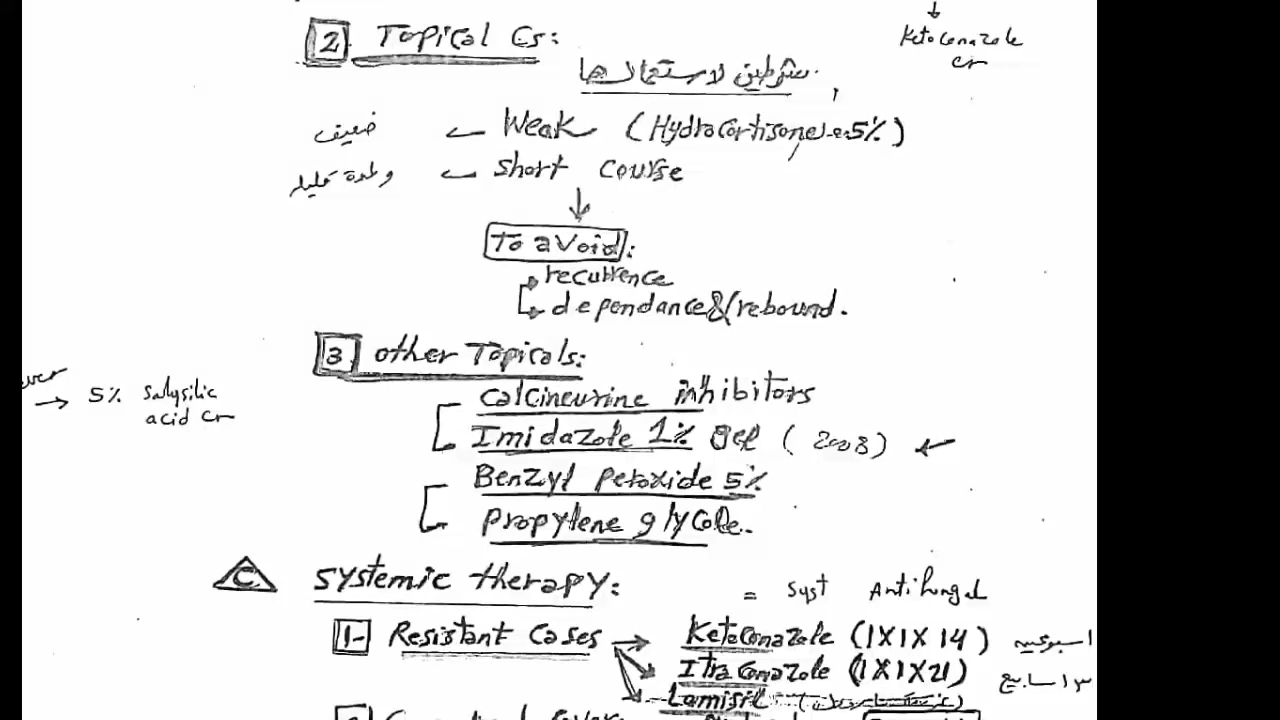 ↓
Ketoconazole
cr
2 Topical Cs:
شرطين لاستعمالها
ضعيف ← Weak (Hydrocortisone 5%)
ولمدة قليلة ← short course
↓
To avoid:
recurrence
dependance & rebound.
3 other Topicals:
→ 5% Salysilic
acid cr
Calcineurine inhibitors
Imidazole 1% gel (2008) ←
Benzyl peroxide 5%
propylene glycole.
C Systemic therapy: = Syst Antifungal
1- Resistant Cases → Ketoconazole (1X1X14) اسبوعين
Itraconazole (1X1X21) ٣ اسابيع
Lamisil